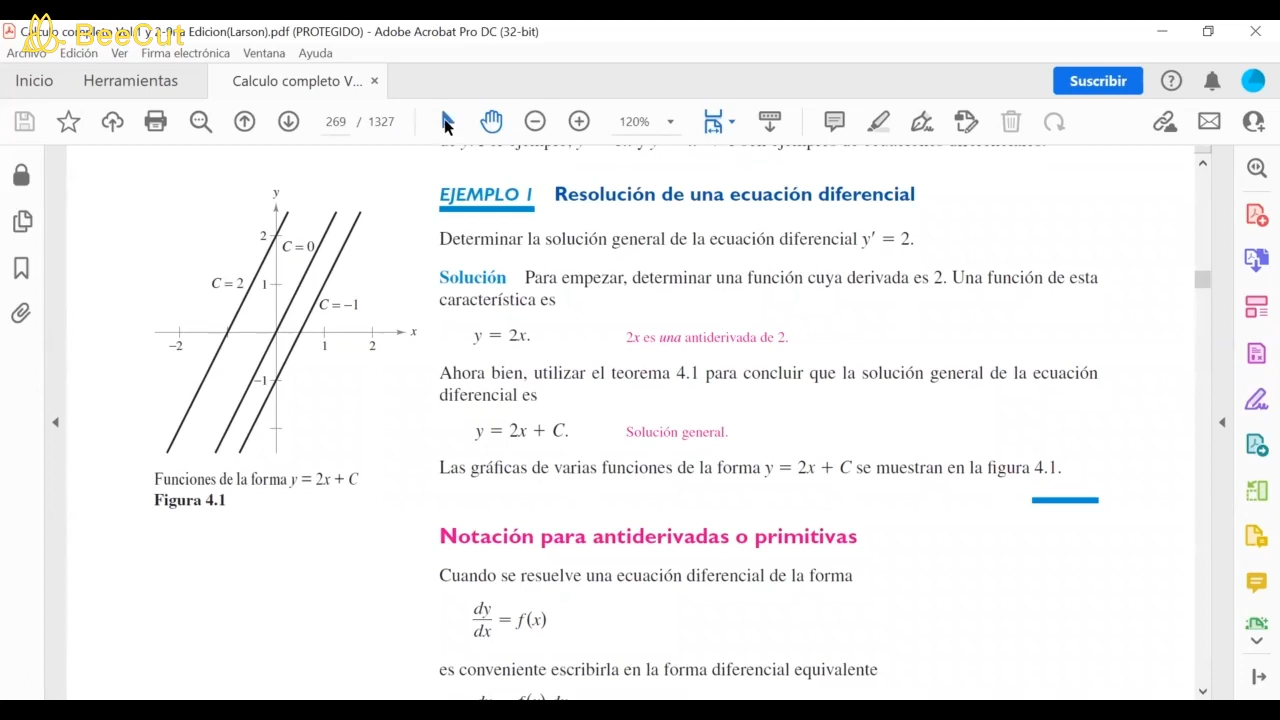 Calculo completo Vol 1 y 2-9na Edicion(Larson).pdf (PROTEGIDO) - Adobe Acrobat Pro DC (32-bit)
BeeCut
Archivo Edición Ver Firma electrónica Ventana Ayuda
Inicio Herramientas Calculo completo V... × Suscribir
269 / 1327 120%
EJEMPLO 1 Resolución de una ecuación diferencial
Determinar la solución general de la ecuación diferencial y′ = 2.
Solución Para empezar, determinar una función cuya derivada es 2. Una función de esta
característica es
y = 2x. 2x es una antiderivada de 2.
Ahora bien, utilizar el teorema 4.1 para concluir que la solución general de la ecuación
diferencial es
y = 2x + C. Solución general.
Las gráficas de varias funciones de la forma y = 2x + C se muestran en la figura 4.1.
y
2
C = 0
C = 2
1
C = −1
x
−2
1
2
−1
Funciones de la forma y = 2x + C
Figura 4.1
Notación para antiderivadas o primitivas
Cuando se resuelve una ecuación diferencial de la forma
dy
dx
= f(x)
es conveniente escribirla en la forma diferencial equivalente